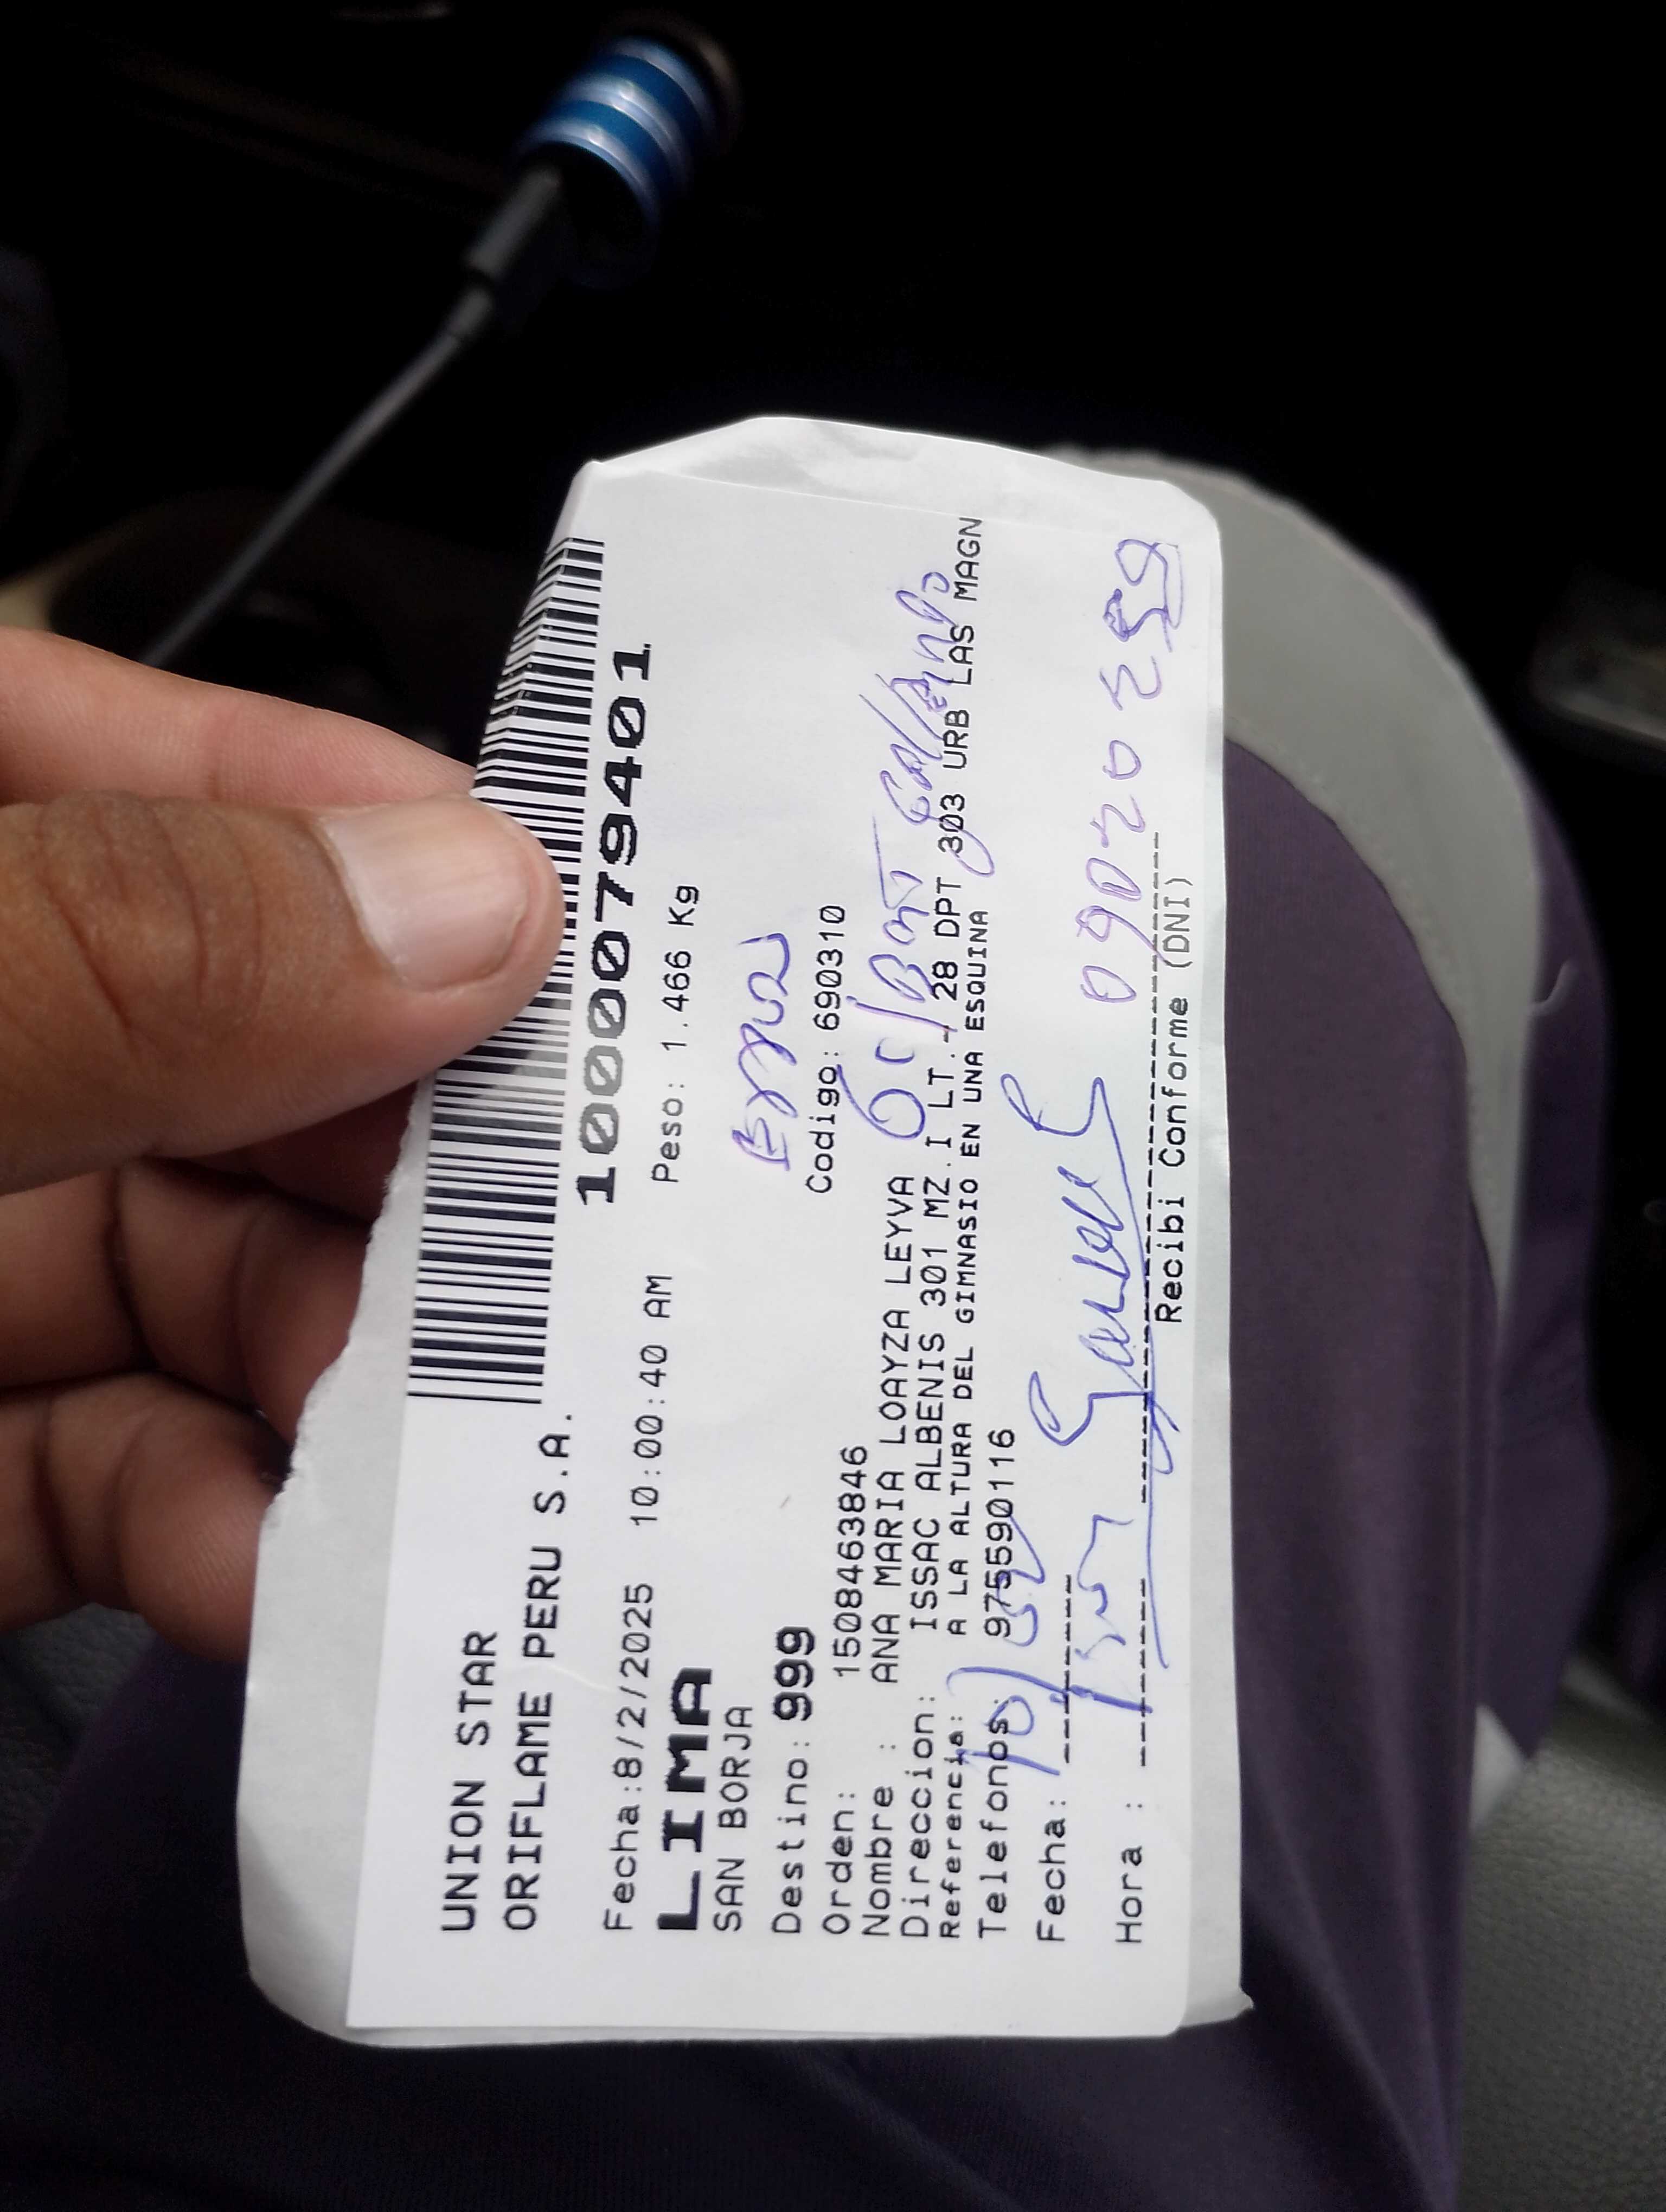 UNION STAR
ORIFLAME PERU S.A.
1000079401
Fecha:8/2/2025 10:00:40 AM Peso: 1.466 Kg
LIMA
SAN BORJA
Destino: 999
Codigo: 690310
Orden: 1508463846
Nombre : ANA MARIA LOAYZA LEYVA
Direccion: ISSAC ALBENIS 301 MZ.I LT.- 28 DPT 303 URB LAS MAGN
Referencia: A LA ALTURA DEL GIMNASIO EN UNA ESQUINA
Telefonos: 975590116
Fecha:
Hora :
Recibi Conforme (DNI)